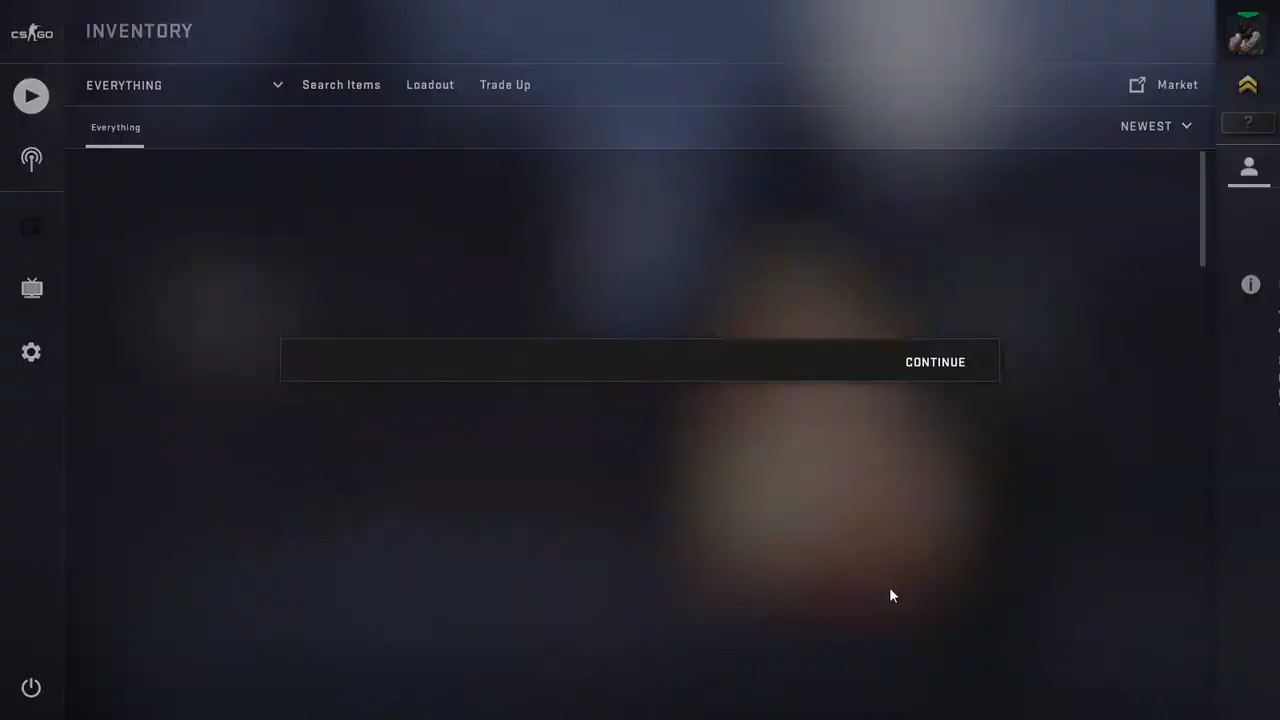 CS GO
INVENTORY
EVERYTHING
Search Items
Loadout
Trade Up
Market
Everything
NEWEST
?
CONTINUE